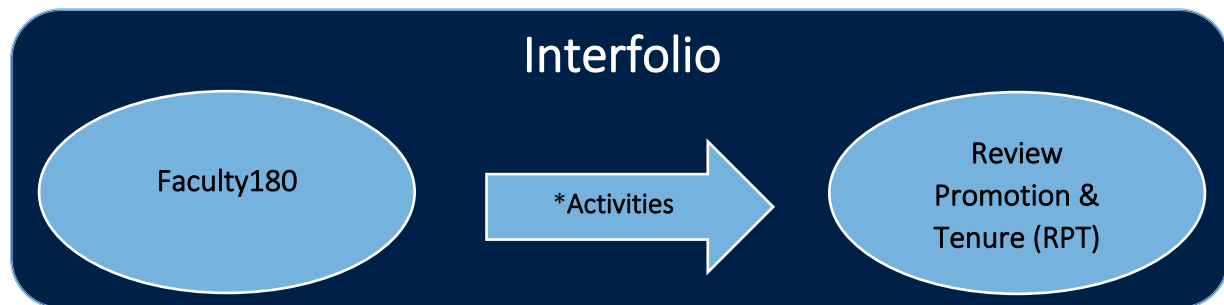 Interfolio
Faculty180
*Activities
Review
Promotion &
Tenure (RPT)